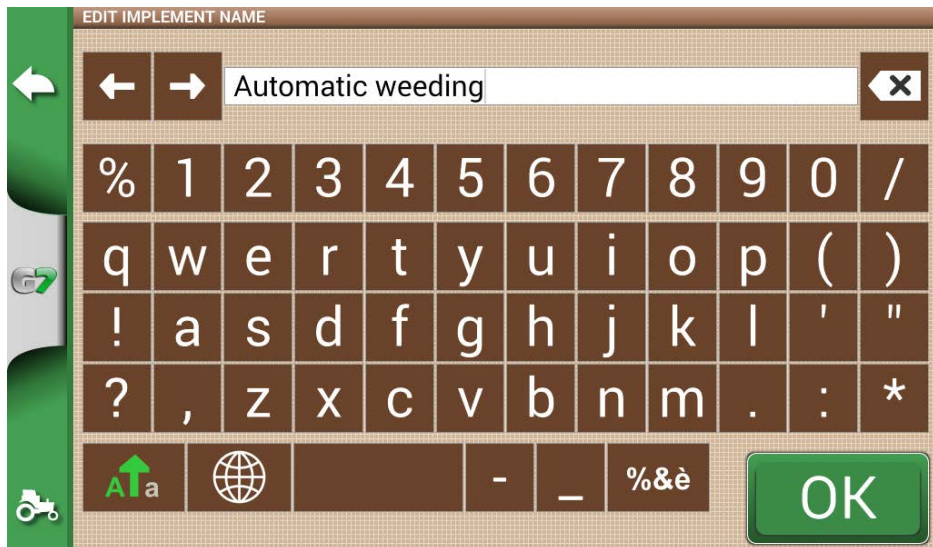 EDIT IMPLEMENT NAME
Automatic weeding
% 1 2 3 4 5 6 7 8 9 0 /
q w e r t y u i o p ( )
G7
! a s d f g h j k l ' "
? , z x c v b n m . : *
A a - _ %&è
OK